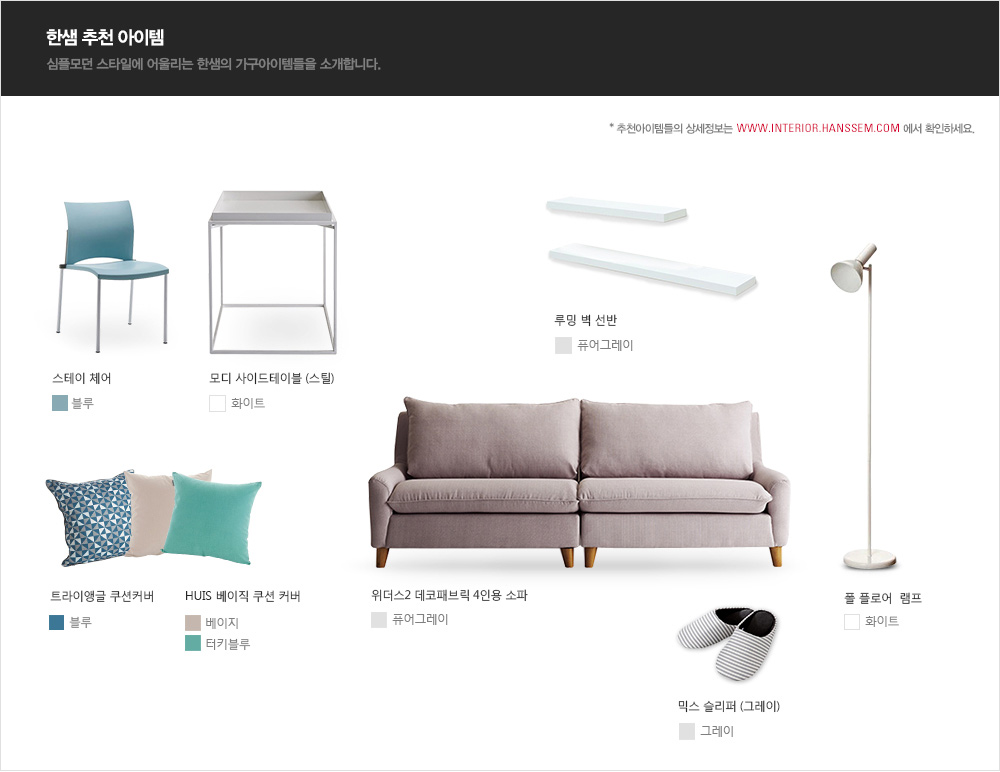 한샘 추천 아이템
심플모던 스타일에 어울리는 한샘의 가구아이템들을 소개합니다.
* 추천아이템들의 상세정보는 WWW.INTERIOR.HANSSEM.COM 에서 확인하세요.
스테이 체어
블루
모디 사이드테이블 (스틸)
화이트
루밍 벽 선반
퓨어그레이
트라이앵글 쿠션커버
블루
HUIS 베이직 쿠션 커버
베이지
터키블루
위더스2 데코패브릭 4인용 소파
퓨어그레이
폴 플로어 램프
화이트
믹스 슬리퍼 (그레이)
그레이